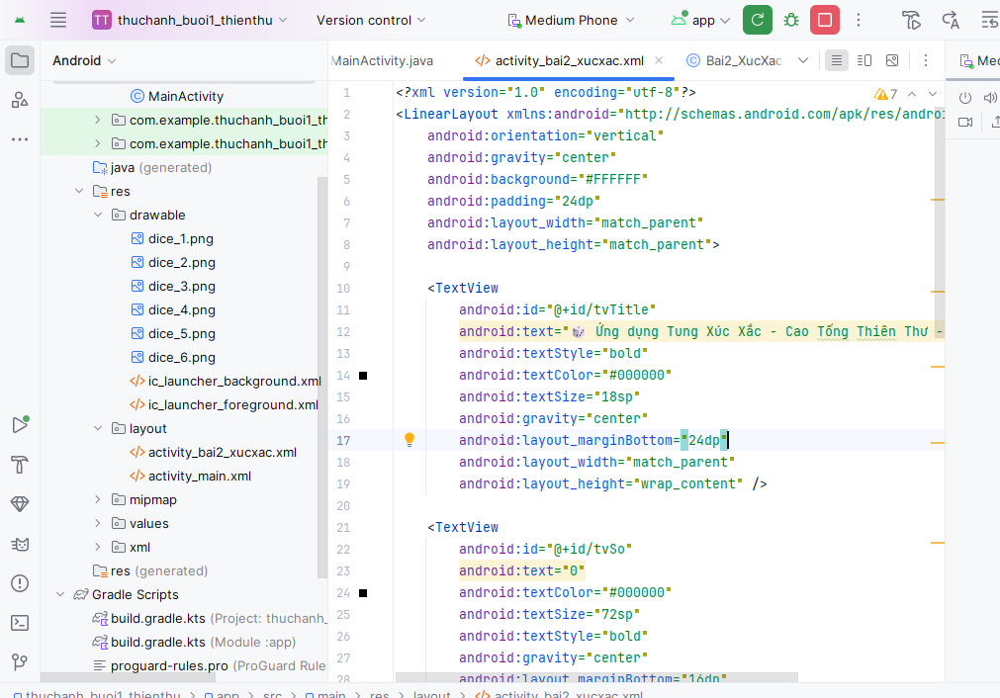 TT thuchanh_buoi1_thienthu Version control Medium Phone app
Android
MainActivity.java activity_bai2_xucxac.xml Bai2_XucXac
MainActivity
com.example.thuchanh_buoi1_th
com.example.thuchanh_buoi1_th
java (generated)
res
drawable
dice_1.png
dice_2.png
dice_3.png
dice_4.png
dice_5.png
dice_6.png
ic_launcher_background.xml
ic_launcher_foreground.xml
layout
activity_bai2_xucxac.xml
activity_main.xml
mipmap
values
xml
res (generated)
Gradle Scripts
build.gradle.kts (Project: thuchanh_
build.gradle.kts (Module :app)
proguard-rules.pro (ProGuard Rule
7
1 <?xml version="1.0" encoding="utf-8"?>
2 <LinearLayout xmlns:android="http://schemas.android.com/apk/res/androi
3 android:orientation="vertical"
4 android:gravity="center"
5 android:background="#FFFFFF"
6 android:padding="24dp"
7 android:layout_width="match_parent"
8 android:layout_height="match_parent">
9
10 <TextView
11 android:id="@+id/tvTitle"
12 android:text="🎲 Ứng dụng Tung Xúc Xắc - Cao Tống Thiên Thư -
13 android:textStyle="bold"
14 android:textColor="#000000"
15 android:textSize="18sp"
16 android:gravity="center"
17 android:layout_marginBottom="24dp"
18 android:layout_width="match_parent"
19 android:layout_height="wrap_content" />
20
21 <TextView
22 android:id="@+id/tvSo"
23 android:text="0"
24 android:textColor="#000000"
25 android:textSize="72sp"
26 android:textStyle="bold"
27 android:gravity="center"
28 android:layout_marginBottom="16dp"
Med
thuchanh_buoi1_thienthu > app > src > main > res > layout > activity_bai2_xucxac.xml